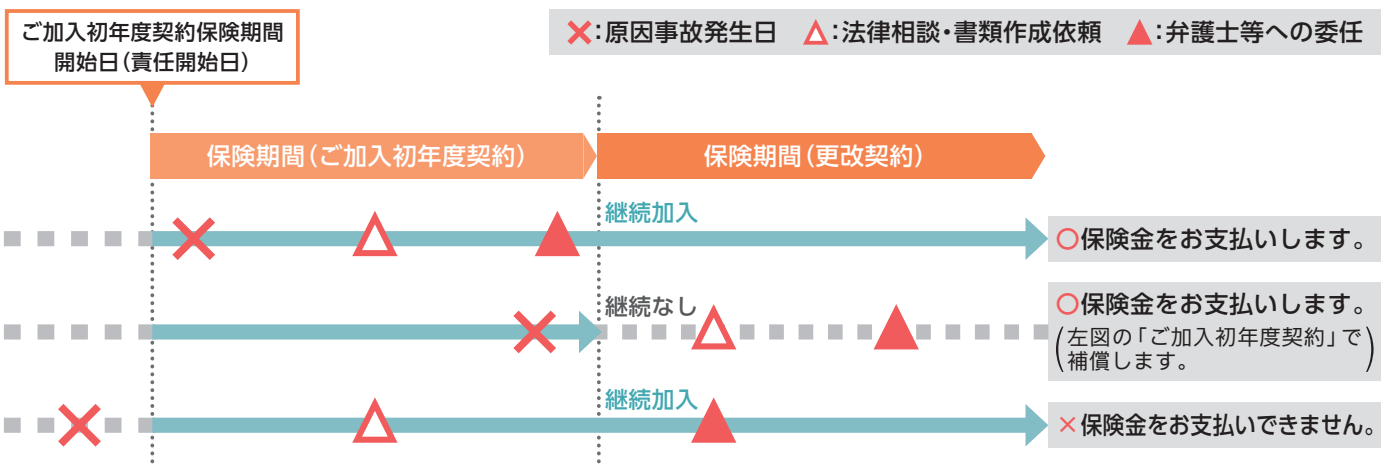 ご加入初年度契約保険期間
開始日(責任開始日)
×:原因事故発生日 △:法律相談・書類作成依頼 ▲:弁護士等への委任
保険期間(ご加入初年度契約)
保険期間(更改契約)
継続加入
○保険金をお支払いします。
継続なし
○保険金をお支払いします。
(左図の「ご加入初年度契約」で
補償します。)
継続加入
×保険金をお支払いできません。